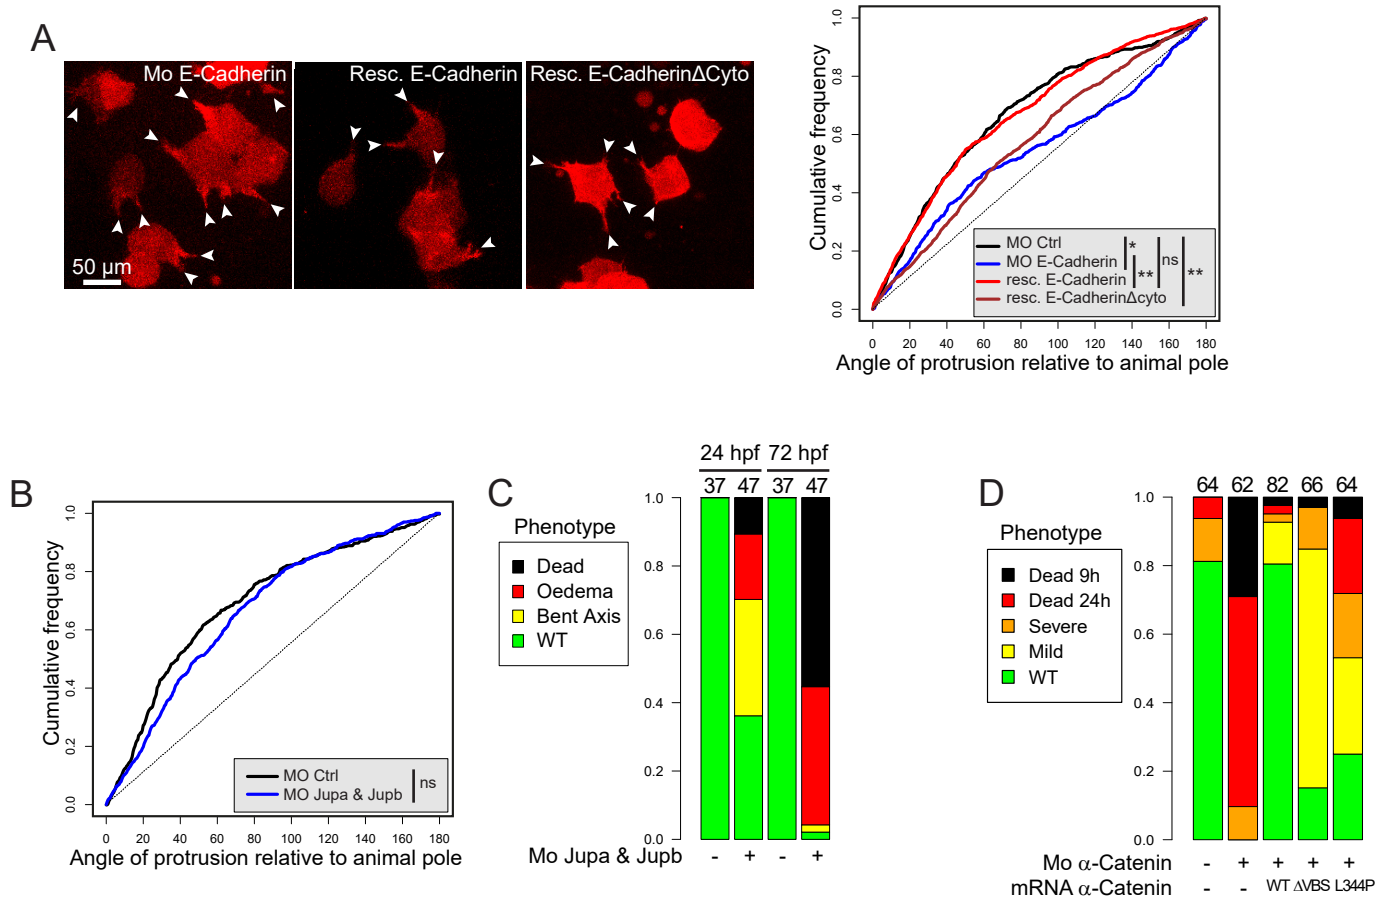 A
Mo E-Cadherin
Resc. E-Cadherin
Resc. E-CadherinΔCyto
50 µm
Cumulative frequency
1.0
0.8
0.6
0.4
0.2
0.0
MO Ctrl
MO E-Cadherin
resc. E-Cadherin
resc. E-CadherinΔcyto
*
**
ns
**
0 20 40 60 80 100 120 140 160 180
Angle of protrusion relative to animal pole
B
Cumulative frequency
1.0
0.8
0.6
0.4
0.2
0.0
MO Ctrl
MO Jupa & Jupb
ns
0 20 40 60 80 100 120 140 160 180
Angle of protrusion relative to animal pole
C
24 hpf 72 hpf
37 47 37 47
Phenotype
Dead
Oedema
Bent Axis
WT
1.0
0.8
0.6
0.4
0.2
0.0
Mo Jupa & Jupb - + - +
D
64 62 82 66 64
Phenotype
Dead 9h
Dead 24h
Severe
Mild
WT
1.0
0.8
0.6
0.4
0.2
0.0
Mo α-Catenin - + + + +
mRNA α-Catenin - - WT ΔVBS L344P